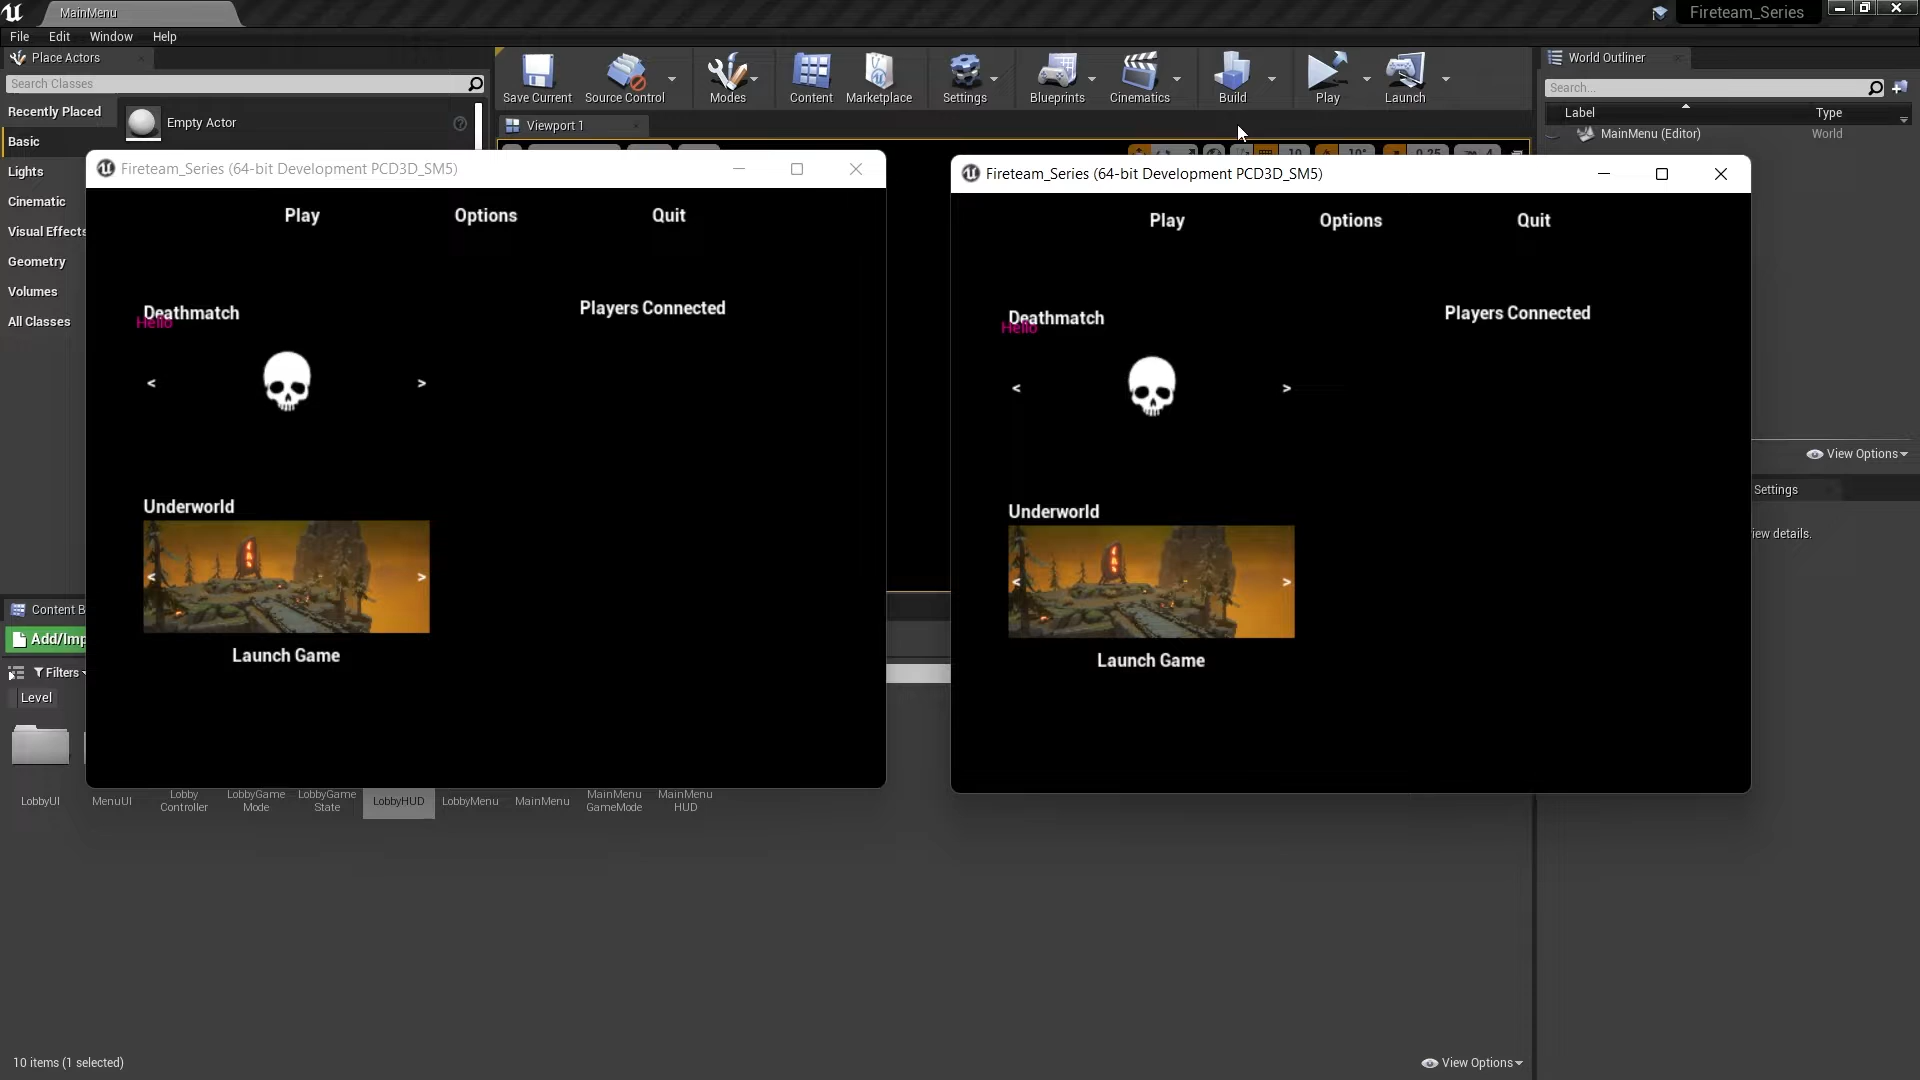 MainMenu
Fireteam_Series
File Edit Window Help
Place Actors
Search Classes
Recently Placed
Basic
Lights
Cinematic
Visual Effects
Geometry
Volumes
All Classes
Empty Actor
Save Current
Source Control
Modes
Content
Marketplace
Settings
Blueprints
Cinematics
Build
Play
Launch
Viewport 1
World Outliner
Search...
Label Type
MainMenu (Editor) World
View Options
Settings
iew details.
Fireteam_Series (64-bit Development PCD3D_SM5)
Play Options Quit
Deathmatch
Hello
Players Connected
< >
Underworld
< >
Launch Game
Fireteam_Series (64-bit Development PCD3D_SM5)
Play Options Quit
Deathmatch
Hello
Players Connected
< >
Underworld
< >
Launch Game
Content B
Add/Imp
Filters
Level
LobbyUI
MenuUI
Lobby
Controller
LobbyGame
Mode
LobbyGame
State
LobbyHUD
LobbyMenu
MainMenu
MainMenu
GameMode
MainMenu
HUD
10 items (1 selected)
View Options